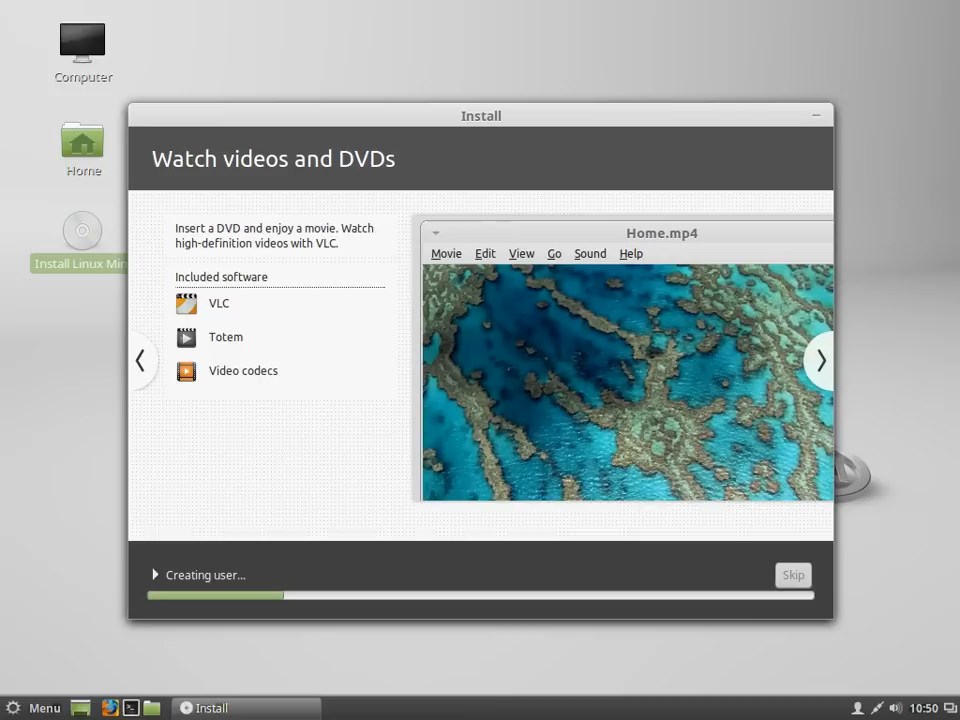 Computer
Home
Install Linux Min
Install
Watch videos and DVDs
Insert a DVD and enjoy a movie. Watch
high-definition videos with VLC.
Included software
VLC
Totem
Video codecs
Home.mp4
Movie Edit View Go Sound Help
Creating user...
Skip
Menu
Install
10:50